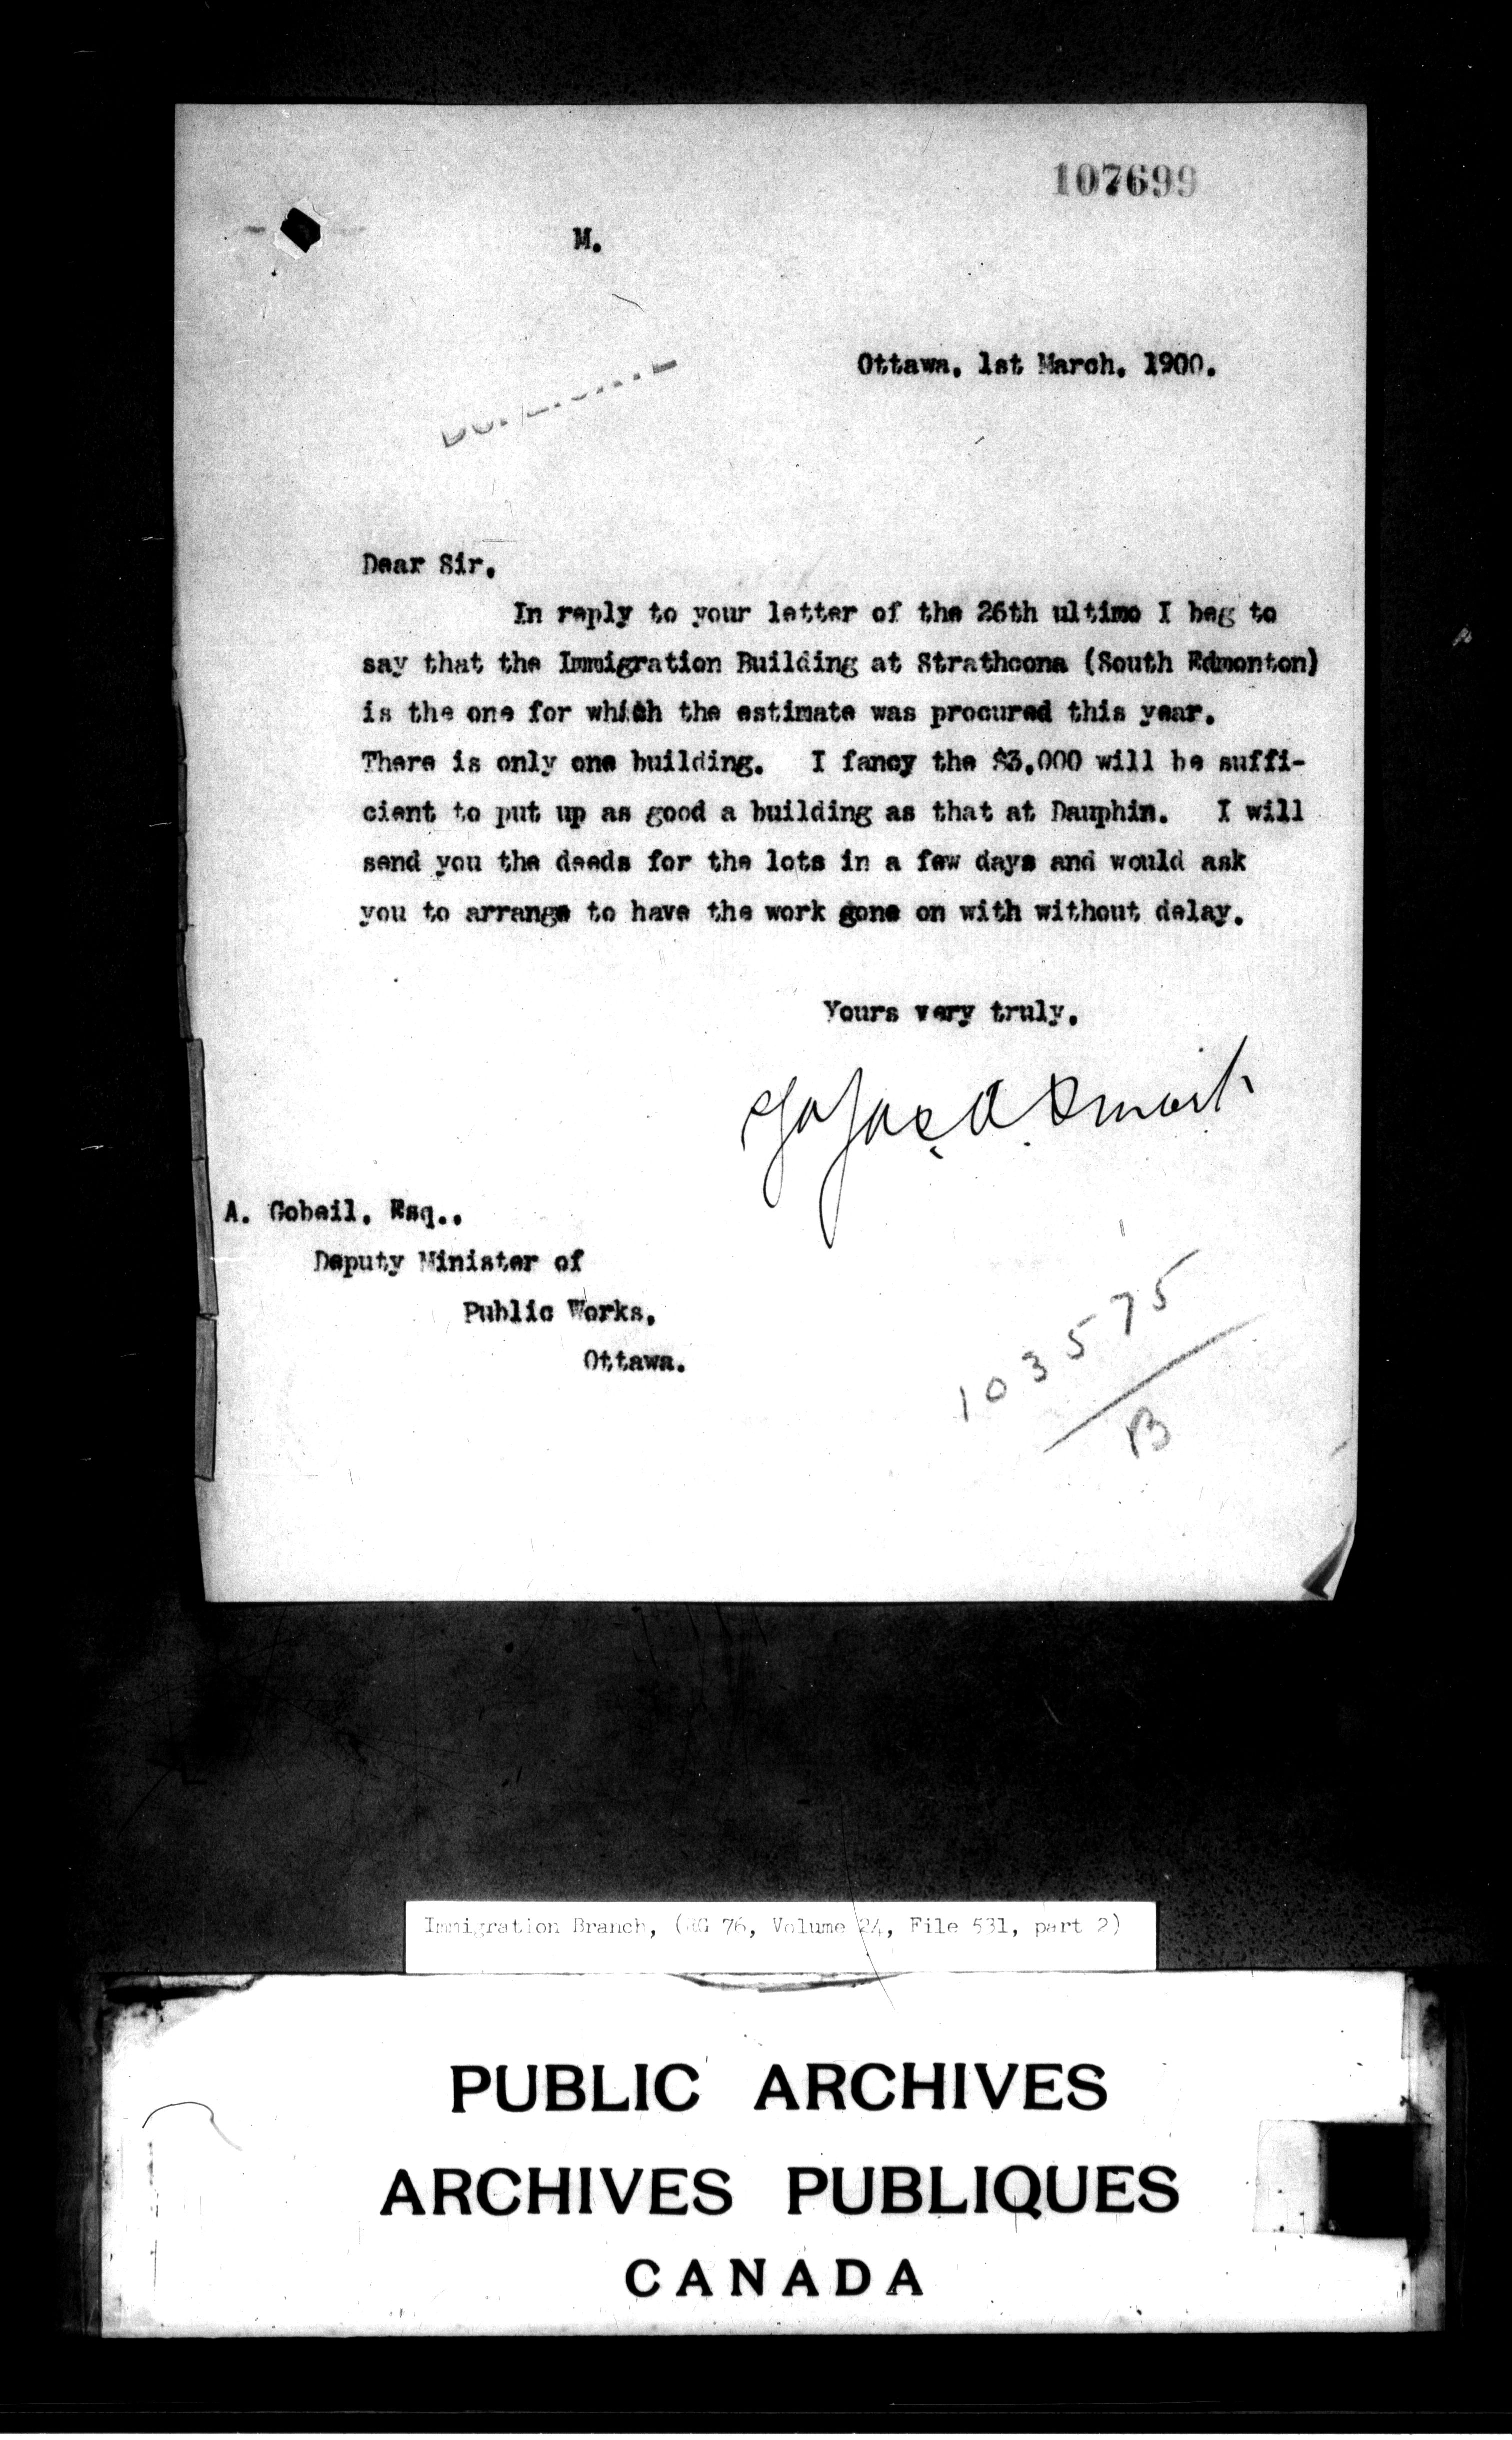 107699
M.
Ottawa, 1st March, 1900.
DUPLICATE
Dear Sir,
In reply to your letter of the 26th ultimo I beg to
say that the Immigration Building at Strathcona (South Edmonton)
is the one for which the estimate was procured this year.
There is only one building. I fancy the $3,000 will be suffi-
cient to put up as good a building as that at Dauphin. I will
send you the deeds for the lots in a few days and would ask
you to arrange to have the work gone on with without delay.
Yours very truly,
Smart
A. Gobeil, Esq.,
Deputy Minister of
Public Works,
Ottawa.
103575
B
Immigration Branch, (RG 76, Volume 24, File 531, part 2)
PUBLIC ARCHIVES
ARCHIVES PUBLIQUES
CANADA